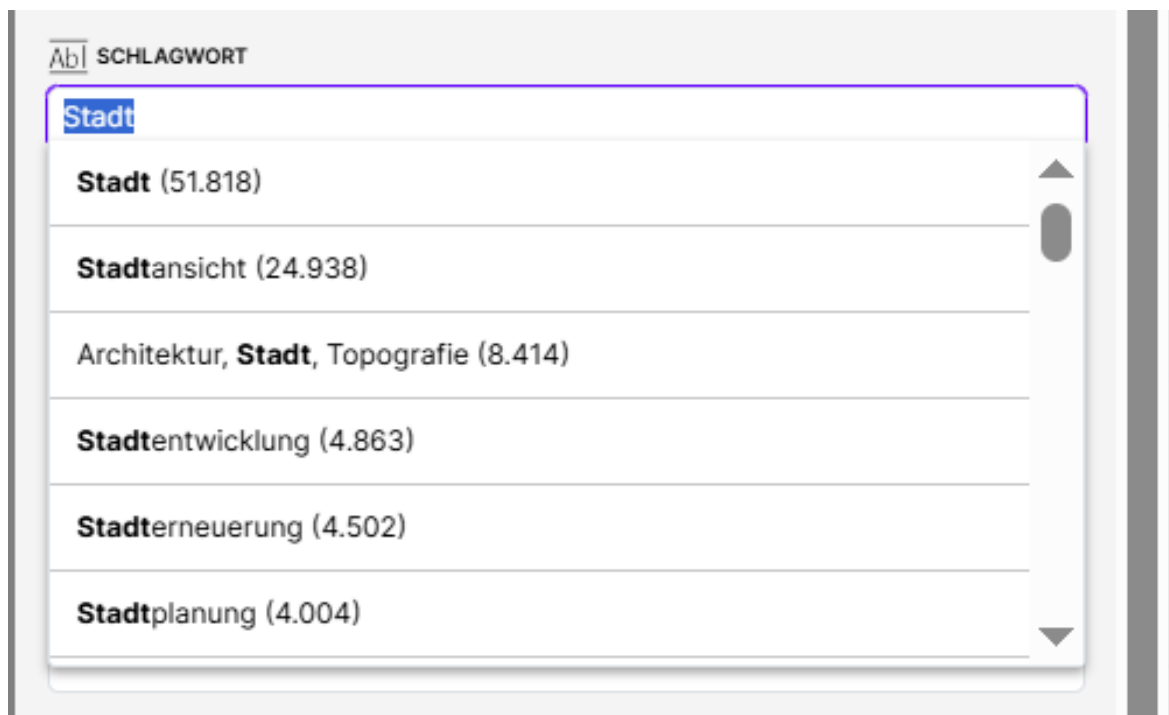 Abl SCHLAGWORT
Stadt
Stadt (51.818)
Stadtansicht (24.938)
Architektur, Stadt, Topografie (8.414)
Stadtentwicklung (4.863)
Stadterneuerung (4.502)
Stadtplanung (4.004)